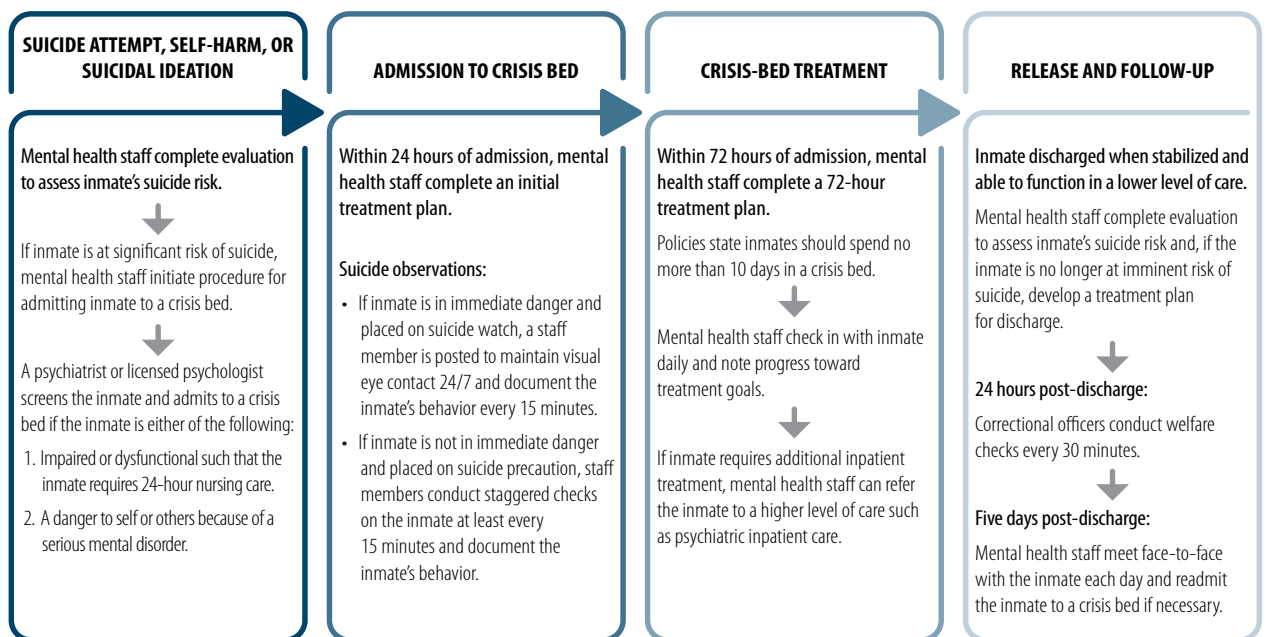 SUICIDE ATTEMPT, SELF-HARM, OR
SUICIDAL IDEATION
Mental health staff complete evaluation
to assess inmate's suicide risk.
If inmate is at significant risk of suicide,
mental health staff initiate procedure for
admitting inmate to a crisis bed.
A psychiatrist or licensed psychologist
screens the inmate and admits to a crisis
bed if the inmate is either of the following:
1. Impaired or dysfunctional such that the
inmate requires 24-hour nursing care.
2. A danger to self or others because of a
serious mental disorder.
ADMISSION TO CRISIS BED
Within 24 hours of admission, mental
health staff complete an initial
treatment plan.
Suicide observations:
• If inmate is in immediate danger and
placed on suicide watch, a staff
member is posted to maintain visual
eye contact 24/7 and document the
inmate's behavior every 15 minutes.
• If inmate is not in immediate danger
and placed on suicide precaution, staff
members conduct staggered checks
on the inmate at least every
15 minutes and document the
inmate's behavior.
CRISIS-BED TREATMENT
Within 72 hours of admission, mental
health staff complete a 72-hour
treatment plan.
Policies state inmates should spend no
more than 10 days in a crisis bed.
Mental health staff check in with inmate
daily and note progress toward
treatment goals.
If inmate requires additional inpatient
treatment, mental health staff can refer
the inmate to a higher level of care such
as psychiatric inpatient care.
RELEASE AND FOLLOW-UP
Inmate discharged when stabilized and
able to function in a lower level of care.
Mental health staff complete evaluation
to assess inmate's suicide risk and, if the
inmate is no longer at imminent risk of
suicide, develop a treatment plan
for discharge.
24 hours post-discharge:
Correctional officers conduct welfare
checks every 30 minutes.
Five days post-discharge:
Mental health staff meet face-to-face
with the inmate each day and readmit
the inmate to a crisis bed if necessary.